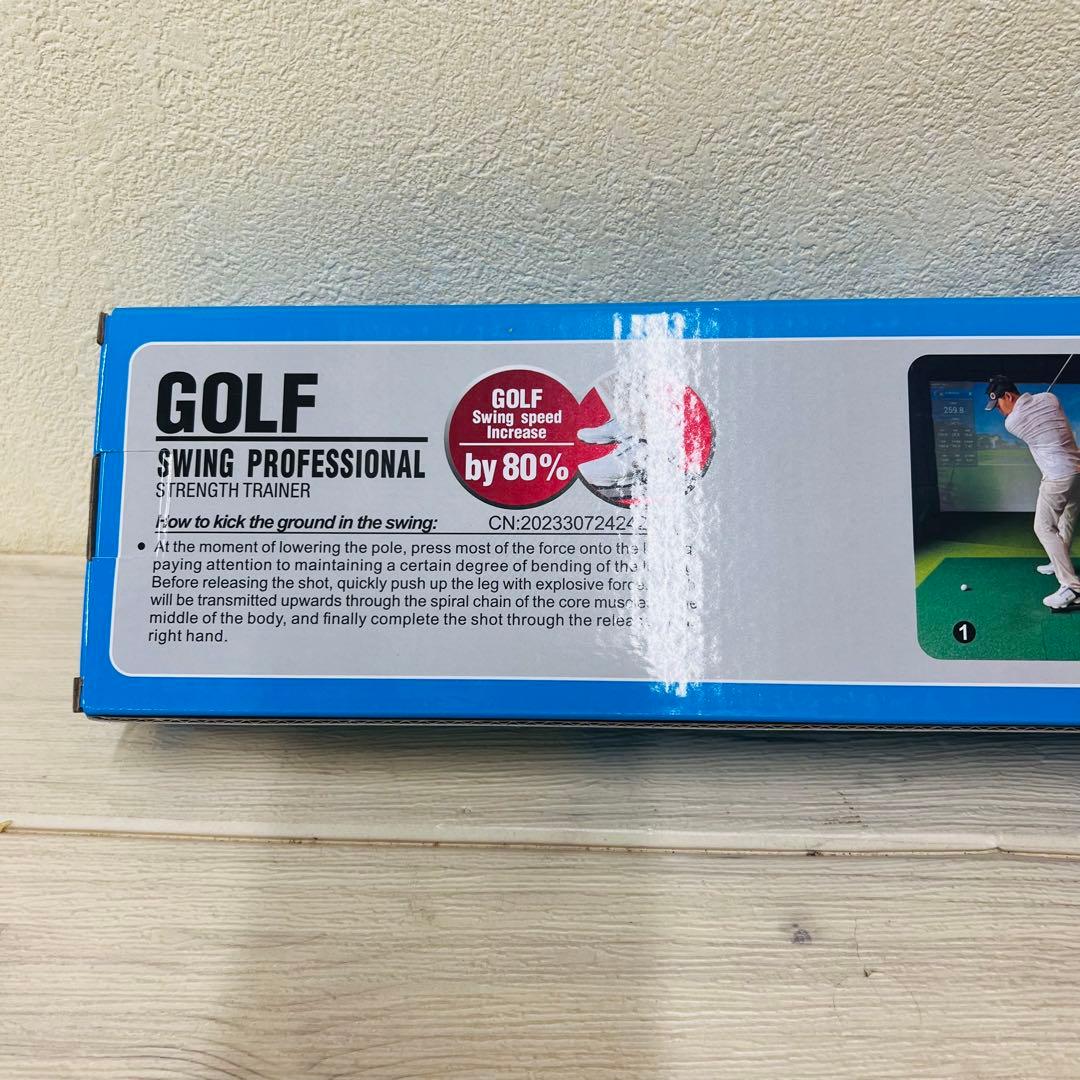 GOLF
SWING PROFESSIONAL
STRENGTH TRAINER
GOLF
Swing speed
Increase
by 80%
How to kick the ground in the swing:
CN:20233072424
• At the moment of lowering the pole, press most of the force onto the
paying attention to maintaining a certain degree of bending of the
Before releasing the shot, quickly push up the leg with explosive force
will be transmitted upwards through the spiral chain of the core muscles
middle of the body, and finally complete the shot through the
right hand.
259.8
1